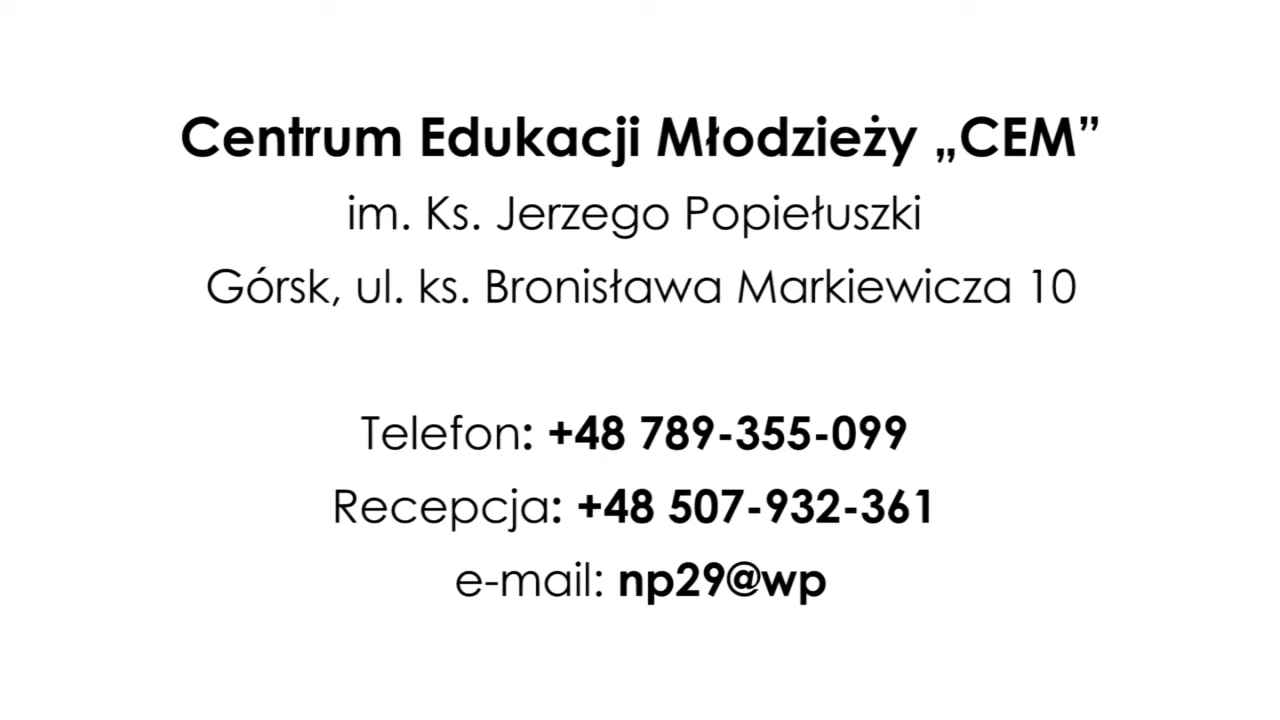 Centrum Edukacji Młodzieży „CEM”
im. Ks. Jerzego Popiełuszki
Górsk, ul. ks. Bronisława Markiewicza 10
Telefon: +48 789-355-099
Recepcja: +48 507-932-361
e-mail: np29@wp